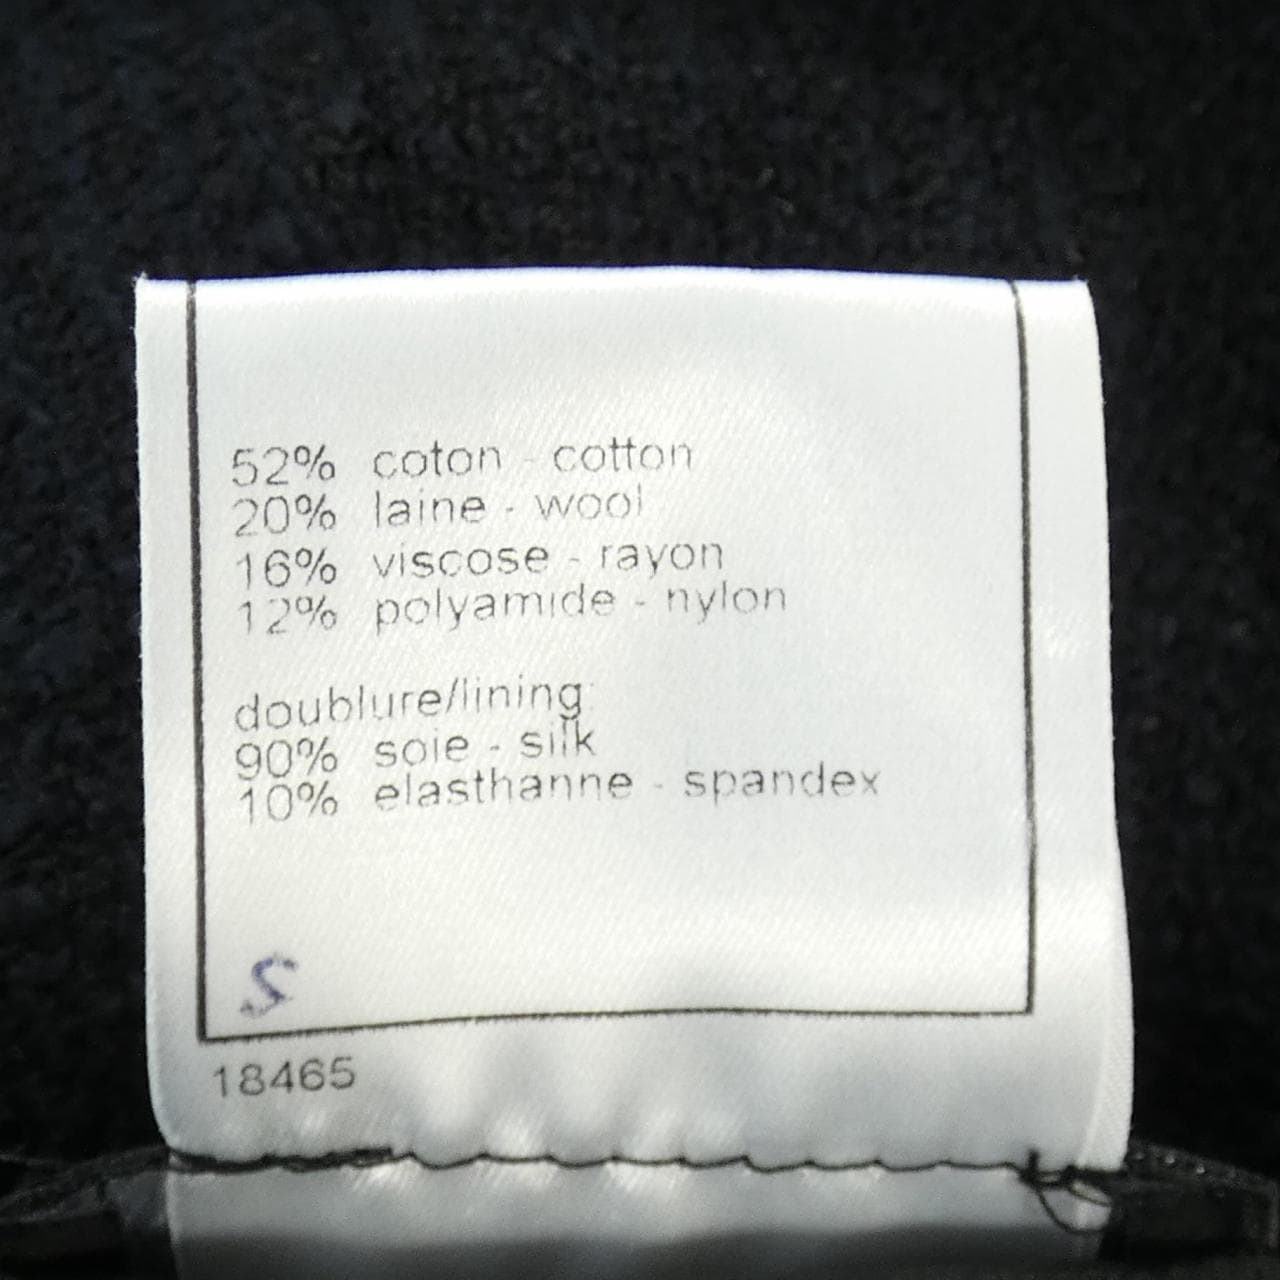 52% coton - cotton
20% laine - wool
16% viscose - rayon
12% polyamide - nylon
doublure/lining:
90% soie - silk
10% elasthanne - spandex
2
18465